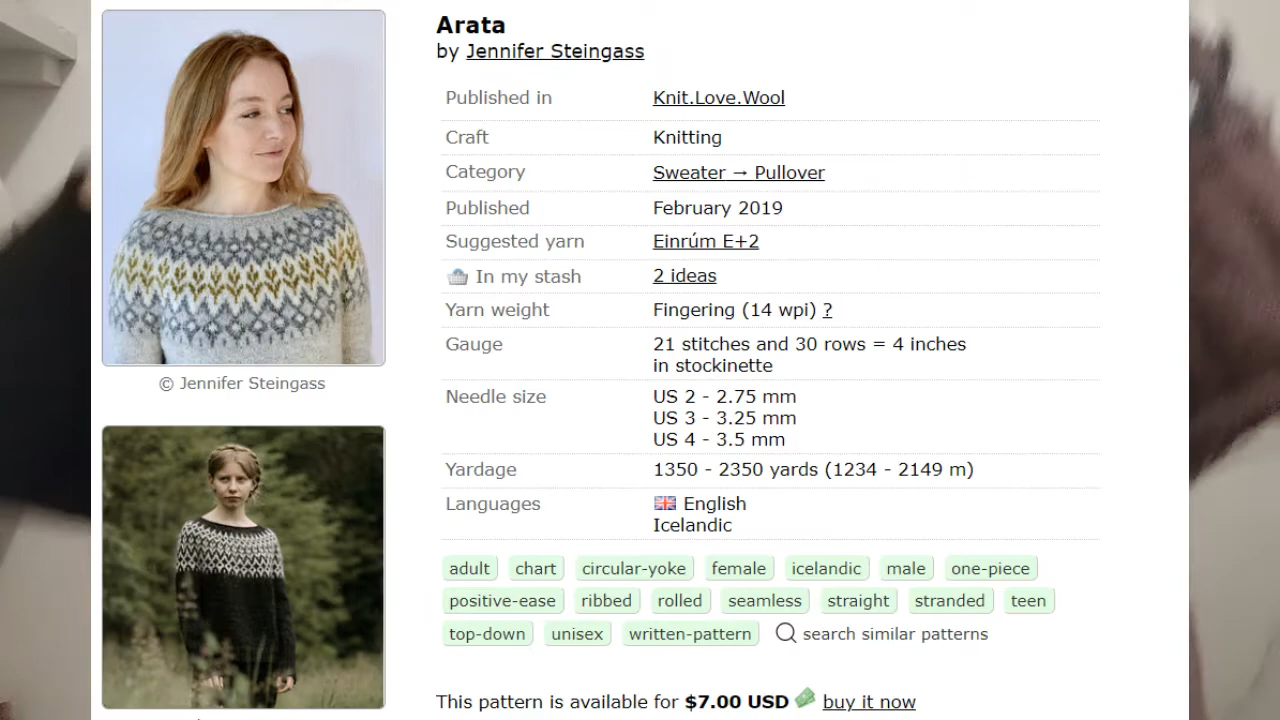 Arata
by Jennifer Steingass
Published in Knit.Love.Wool
Craft Knitting
Category Sweater → Pullover
Published February 2019
Suggested yarn Einrúm E+2
In my stash 2 ideas
Yarn weight Fingering (14 wpi) ?
Gauge 21 stitches and 30 rows = 4 inches
in stockinette
Needle size US 2 - 2.75 mm
US 3 - 3.25 mm
US 4 - 3.5 mm
Yardage 1350 - 2350 yards (1234 - 2149 m)
Languages English
Icelandic
adult chart circular-yoke female icelandic male one-piece
positive-ease ribbed rolled seamless straight stranded teen
top-down unisex written-pattern search similar patterns
This pattern is available for $7.00 USD buy it now
© Jennifer Steingass